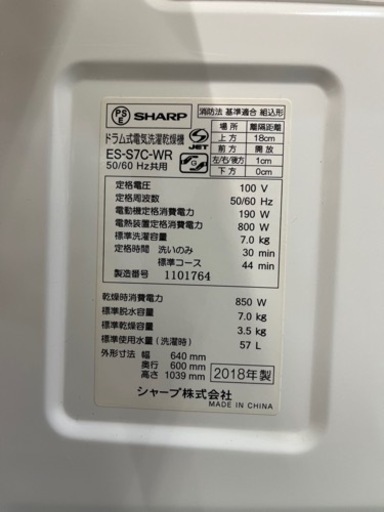 PS E SHARP
ドラム式電気洗濯乾燥機
ES-S7C-WR
50/60 Hz共用
JET
S G
消防法 基準適合 組込形
場所 離隔距離
上方 18cm
前方 開放
左/右/後方 1cm
下方 0cm
定格電圧 100 V
定格周波数 50/60 Hz
電動機定格消費電力 190 W
電熱装置定格消費電力 800 W
標準洗濯容量 7.0 kg
定格時間 洗いのみ 30 min
標準コース 44 min
製造番号 1101764
乾燥時消費電力 850 W
標準脱水容量 7.0 kg
標準乾燥容量 3.5 kg
標準使用水量(洗濯時) 57 L
外形寸法 幅 640 mm
奥行 600 mm
高さ 1039 mm
2018年製
シャープ株式会社
MADE IN CHINA